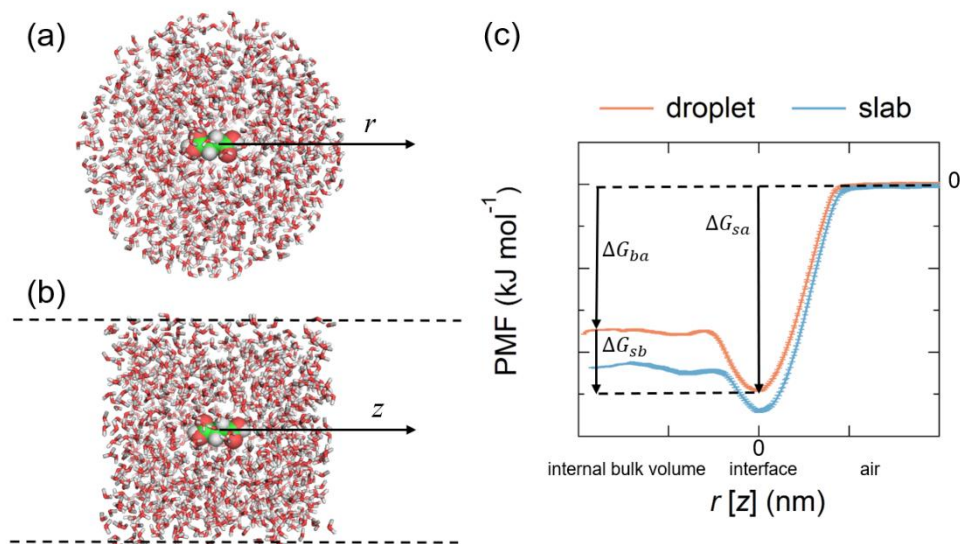 (a)
r
(b)
z
(c)
droplet slab
0
PMF (kJ mol⁻¹)
ΔG_ba
ΔG_sa
ΔG_sb
0
internal bulk volume interface air
r [z] (nm)